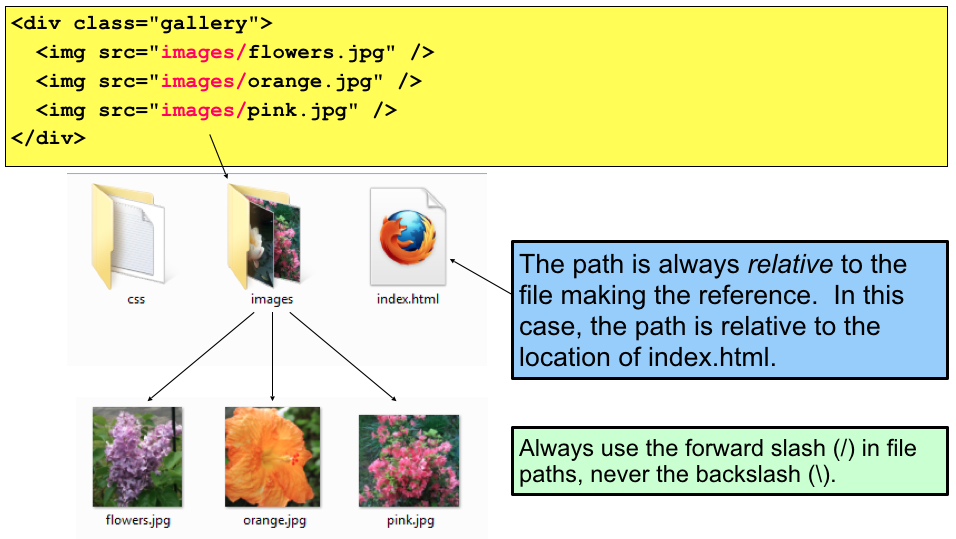 <div class="gallery">
<img src="images/flowers.jpg" />
<img src="images/orange.jpg" />
<img src="images/pink.jpg" />
</div>
css
images
index.html
The path is always relative to the
file making the reference.  In this
case, the path is relative to the
location of index.html.
flowers.jpg
orange.jpg
pink.jpg
Always use the forward slash (/) in file
paths, never the backslash (\).